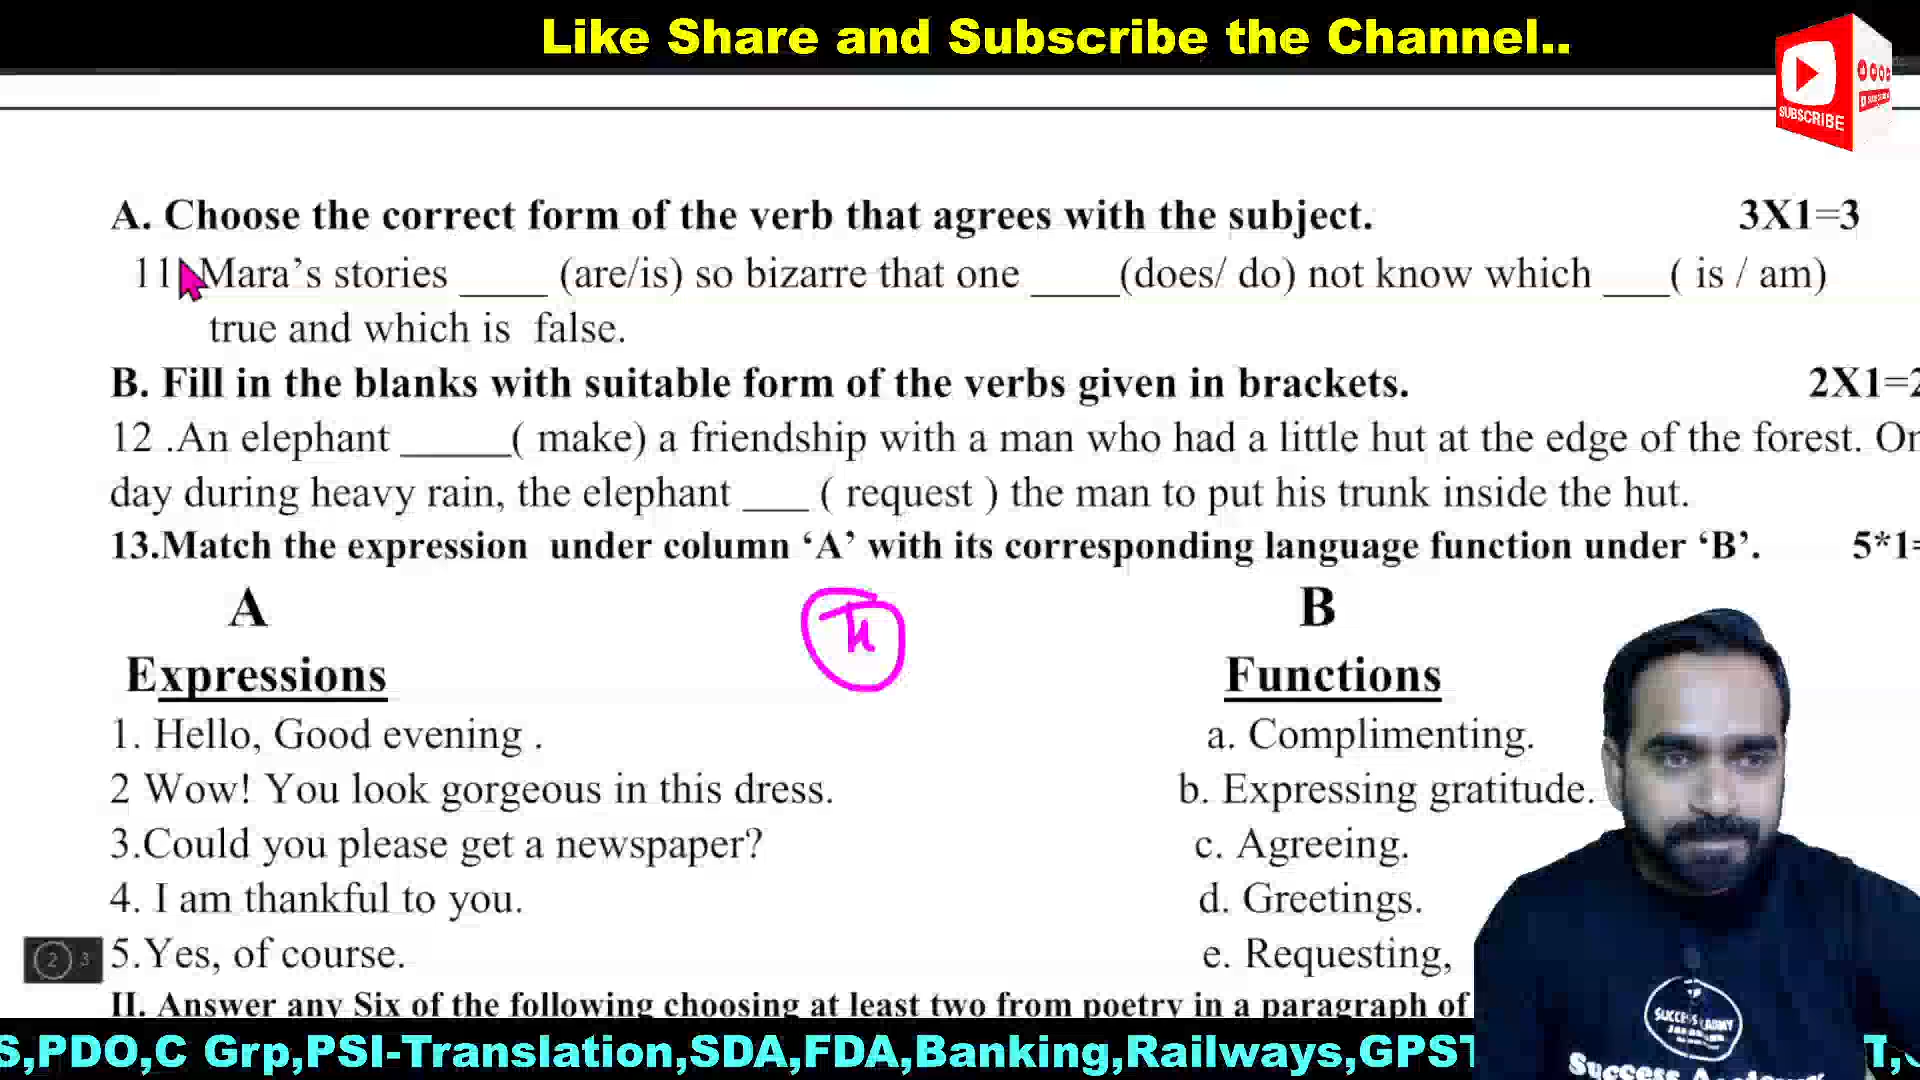 Like Share and Subscribe the Channel..
SUBSCRIBE
A. Choose the correct form of the verb that agrees with the subject. 3X1=3
11 Mara’s stories ____ (are/is) so bizarre that one ____(does/ do) not know which ___( is / am)
true and which is false.
B. Fill in the blanks with suitable form of the verbs given in brackets. 2X1=2
12 .An elephant _____( make) a friendship with a man who had a little hut at the edge of the forest.
day during heavy rain, the elephant ___ ( request ) the man to put his trunk inside the hut.
13.Match the expression under column ‘A’ with its corresponding language function under ‘B’. 5*1=
A B
Expressions Functions
1. Hello, Good evening . a. Complimenting.
2 Wow! You look gorgeous in this dress. b. Expressing gratitude.
3.Could you please get a newspaper? c. Agreeing.
4. I am thankful to you. d. Greetings.
2 3 5.Yes, of course. e. Requesting,
II. Answer any Six of the following choosing at least two from poetry in a paragraph of
S,PDO,C Grp,PSI-Translation,SDA,FDA,Banking,Railways,GPST
Success